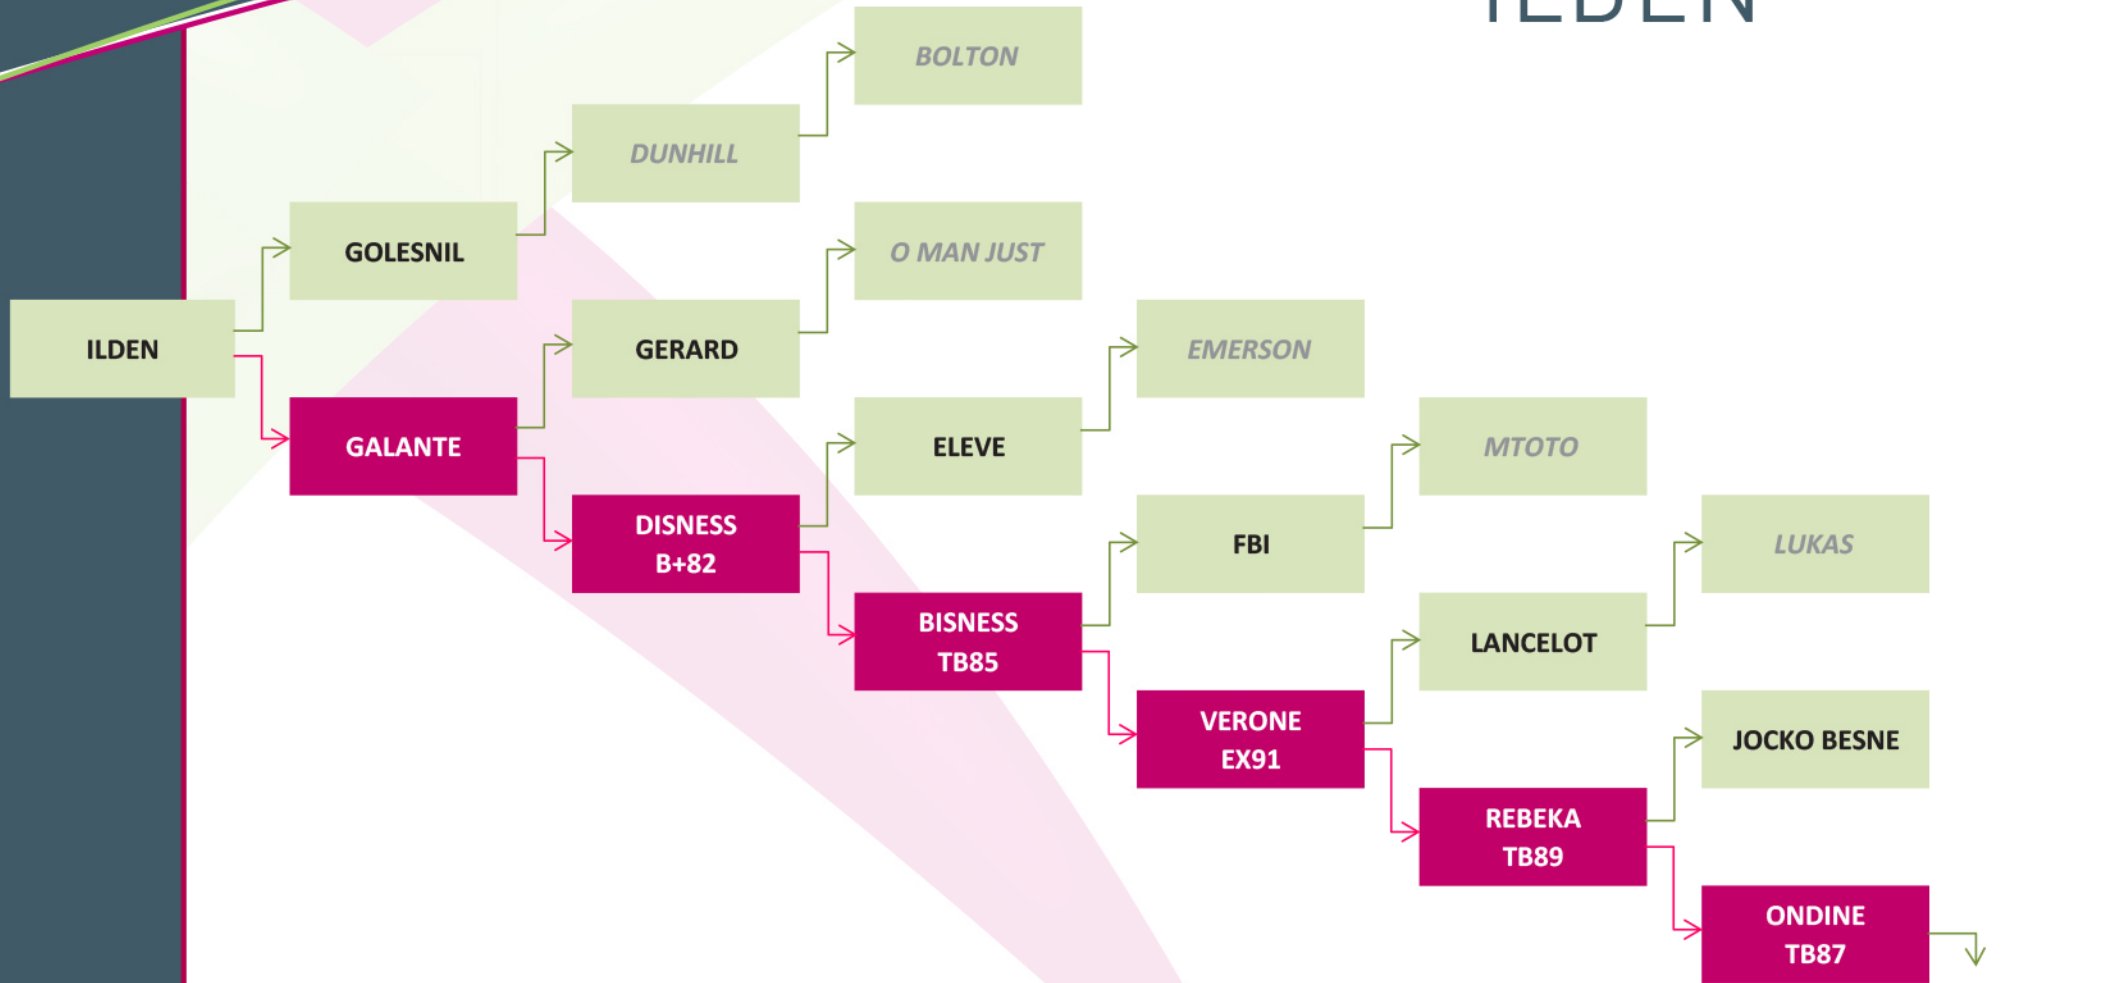 ILDEN
BOLTON
DUNHILL
GOLESNIL
O MAN JUST
ILDEN
GERARD
EMERSON
GALANTE
ELEVE
MTOTO
DISNESS
B+82
FBI
LUKAS
BISNESS
TB85
LANCELOT
VERONE
EX91
JOCKO BESNE
REBEKA
TB89
ONDINE
TB87